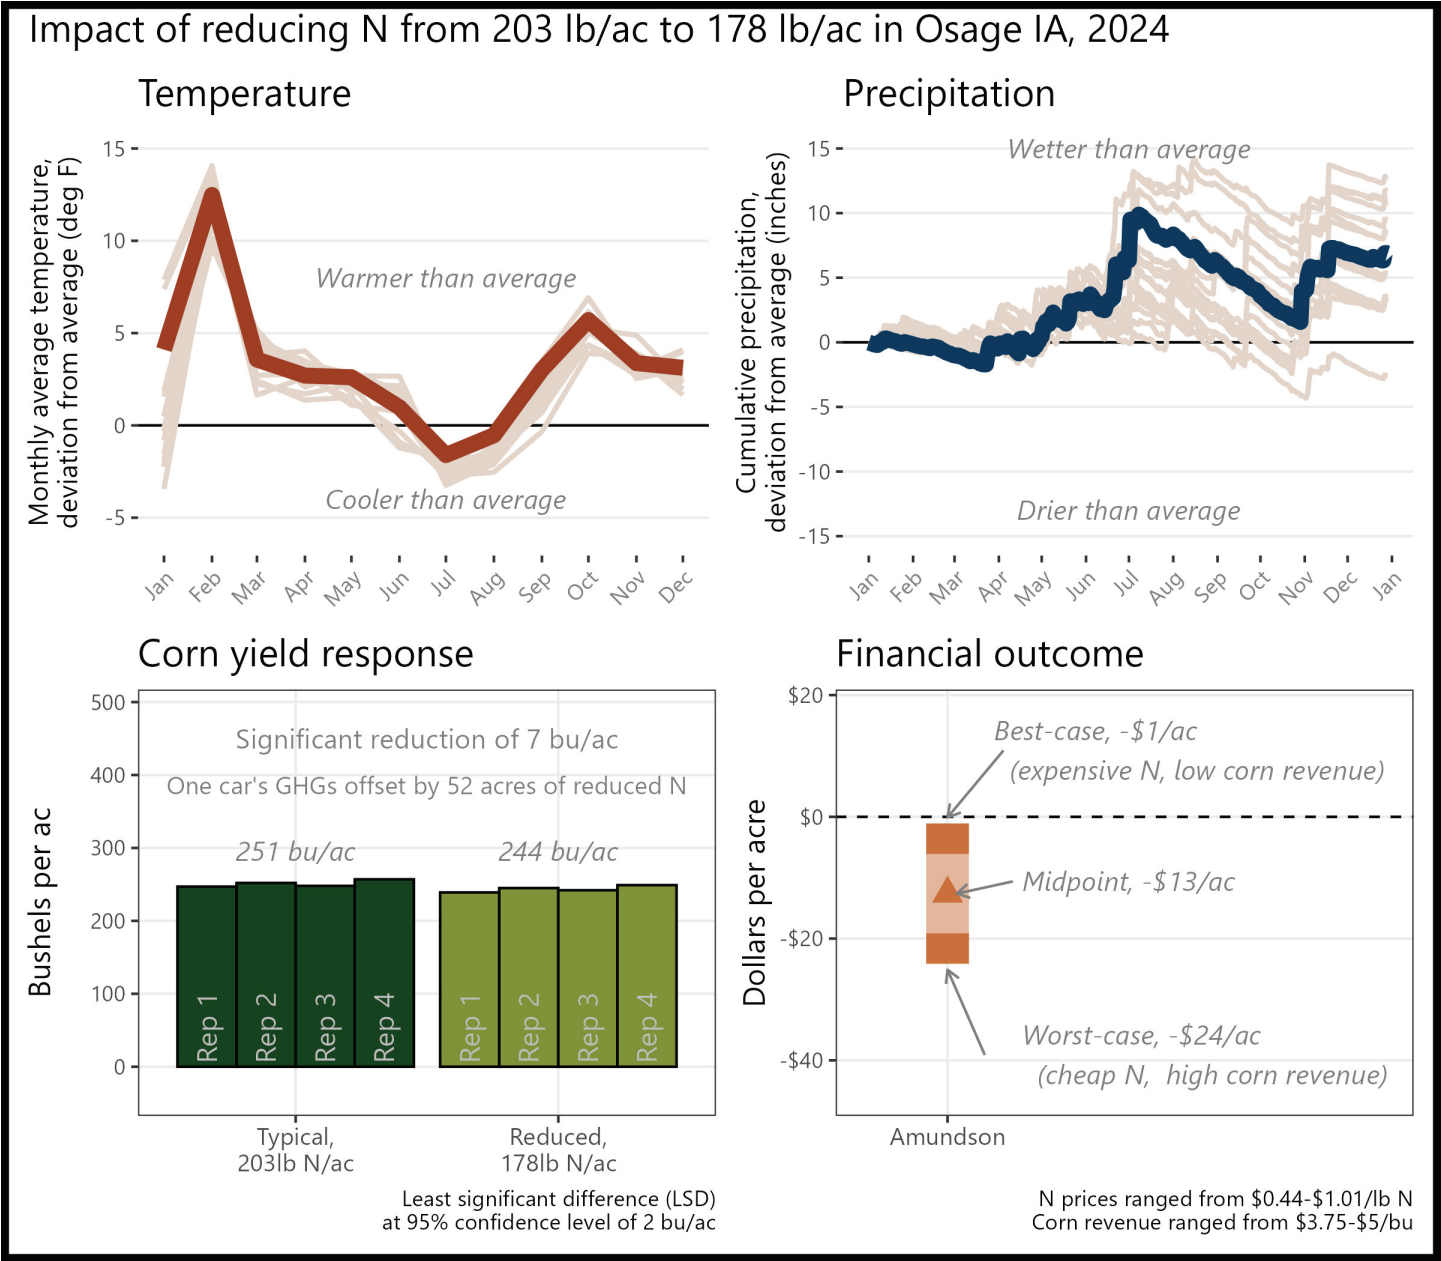 Impact of reducing N from 203 lb/ac to 178 lb/ac in Osage IA, 2024
Temperature
Monthly average temperature,
deviation from average (deg F)
15
10
5
0
-5
Warmer than average
Cooler than average
Jan
Feb
Mar
Apr
May
Jun
Jul
Aug
Sep
Oct
Nov
Dec
Precipitation
Cumulative precipitation,
deviation from average (inches)
15
10
5
0
-5
-10
-15
Wetter than average
Drier than average
Jan
Feb
Mar
Apr
May
Jun
Jul
Aug
Sep
Oct
Nov
Dec
Jan
Corn yield response
Bushels per ac
500
400
300
200
100
0
Significant reduction of 7 bu/ac
One car's GHGs offset by 52 acres of reduced N
251 bu/ac
244 bu/ac
Rep 1
Rep 2
Rep 3
Rep 4
Rep 1
Rep 2
Rep 3
Rep 4
Typical,
203lb N/ac
Reduced,
178lb N/ac
Least significant difference (LSD)
at 95% confidence level of 2 bu/ac
Financial outcome
Dollars per acre
$20
$0
-$20
-$40
Best-case, -$1/ac
(expensive N, low corn revenue)
Midpoint, -$13/ac
Worst-case, -$24/ac
(cheap N,  high corn revenue)
Amundson
N prices ranged from $0.44-$1.01/lb N
Corn revenue ranged from $3.75-$5/bu